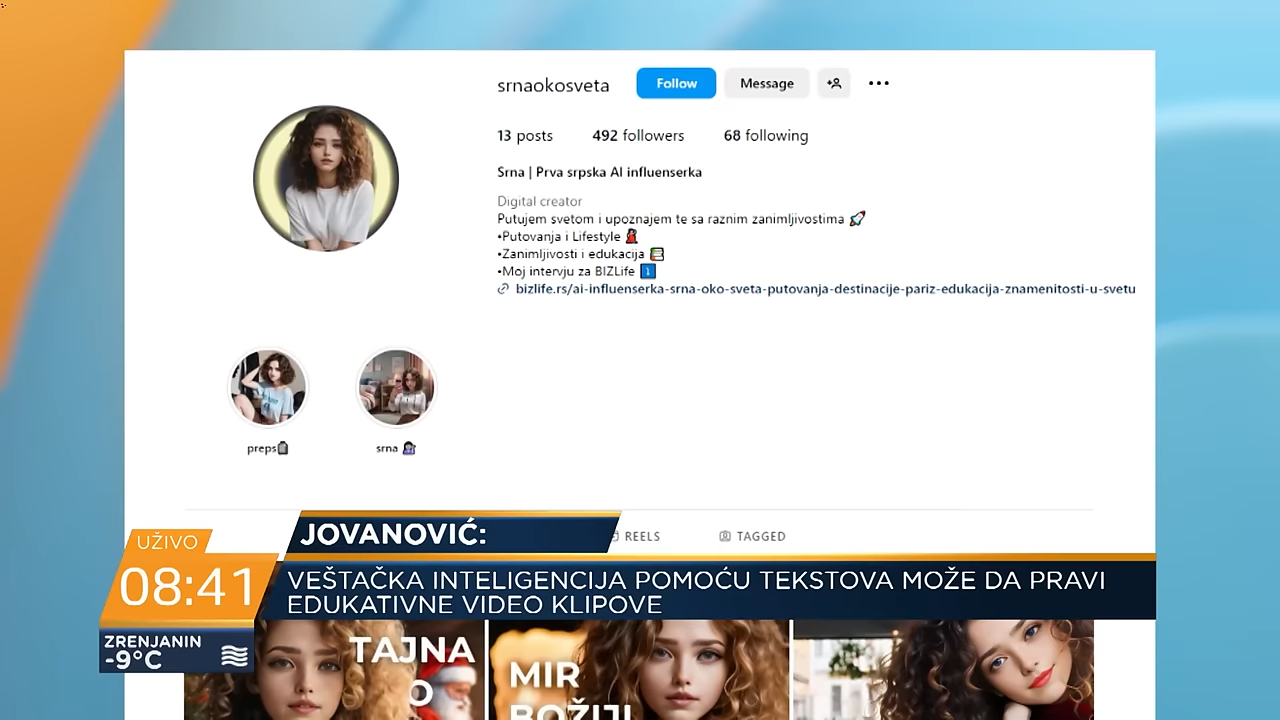 srnaokosveta
Follow
Message
13 posts
492 followers
68 following
Srna | Prva srpska AI influenserka
Digital creator
Putujem svetom i upoznajem te sa raznim zanimljivostima 🚀
•Putovanja i Lifestyle 💃
•Zanimljivosti i edukacija
•Moj intervju za BIZLife
bizlife.rs/ai-influenserka-srna-oko-sveta-putovanja-destinacije-pariz-edukacija-znamenitosti-u-svetu
preps
srna
REELS
TAGGED
JOVANOVIĆ:
UŽIVO
08:41
VEŠTAČKA INTELIGENCIJA POMOĆU TEKSTOVA MOŽE DA PRAVI
EDUKATIVNE VIDEO KLIPOVE
ZRENJANIN
-9°C
TAJNA
O
MIR
BOŽIJI